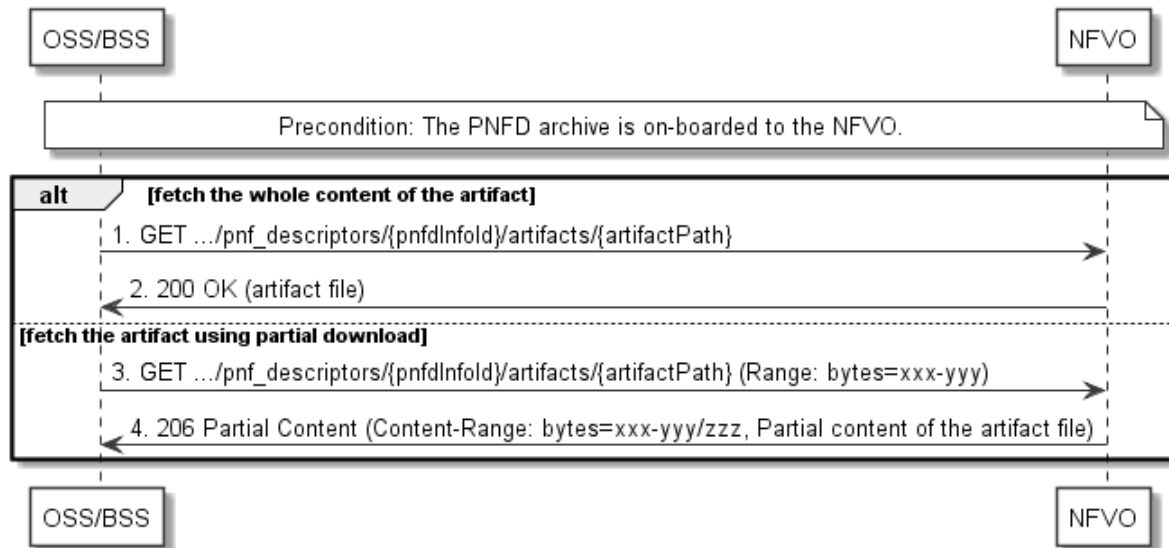 OSS/BSS
NFVO
Precondition: The PNFD archive is on-boarded to the NFVO.
alt
[fetch the whole content of the artifact]
1. GET .../pnf_descriptors/{pnfdInfoId}/artifacts/{artifactPath}
2. 200 OK (artifact file)
[fetch the artifact using partial download]
3. GET .../pnf_descriptors/{pnfdInfoId}/artifacts/{artifactPath} (Range: bytes=xxx-yyy)
4. 206 Partial Content (Content-Range: bytes=xxx-yyy/zzz, Partial content of the artifact file)
OSS/BSS
NFVO